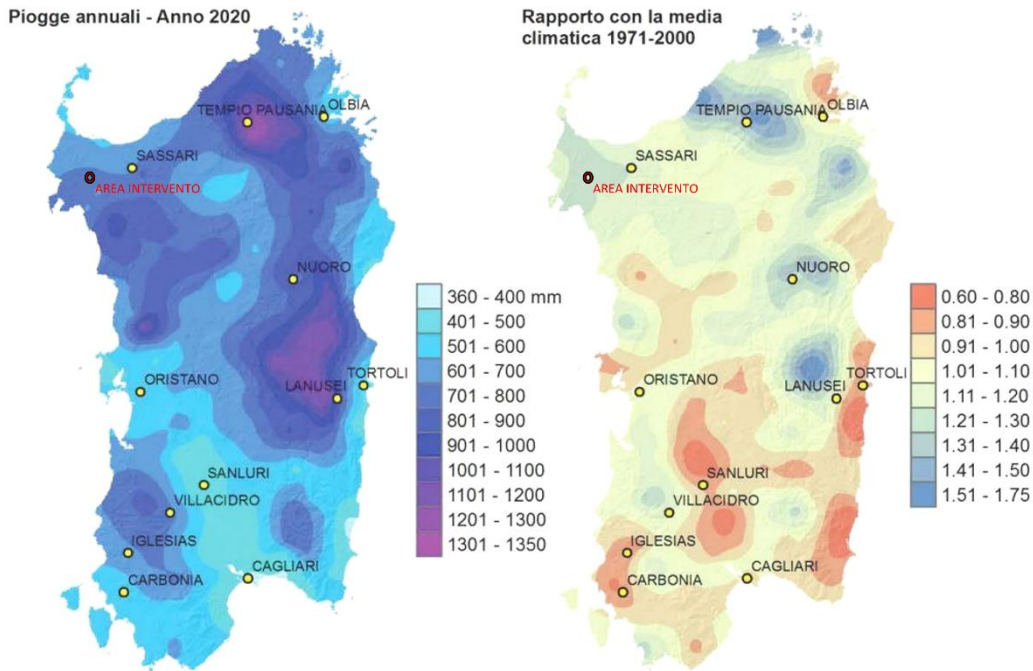 Piogge annuali - Anno 2020
TEMPIO PAUSANIA
OLBIA
SASSARI
AREA INTERVENTO
NUORO
ORISTANO
LANUSEI
TORTOLI
SANLURI
VILLACIDRO
IGLESIAS
CARBONIA
CAGLIARI
360 - 400 mm
401 - 500
501 - 600
601 - 700
701 - 800
801 - 900
901 - 1000
1001 - 1100
1101 - 1200
1201 - 1300
1301 - 1350
Rapporto con la media
climatica 1971-2000
TEMPIO PAUSANIA
OLBIA
SASSARI
AREA INTERVENTO
NUORO
ORISTANO
LANUSEI
TORTOLI
SANLURI
VILLACIDRO
IGLESIAS
CARBONIA
CAGLIARI
0.60 - 0.80
0.81 - 0.90
0.91 - 1.00
1.01 - 1.10
1.11 - 1.20
1.21 - 1.30
1.31 - 1.40
1.41 - 1.50
1.51 - 1.75